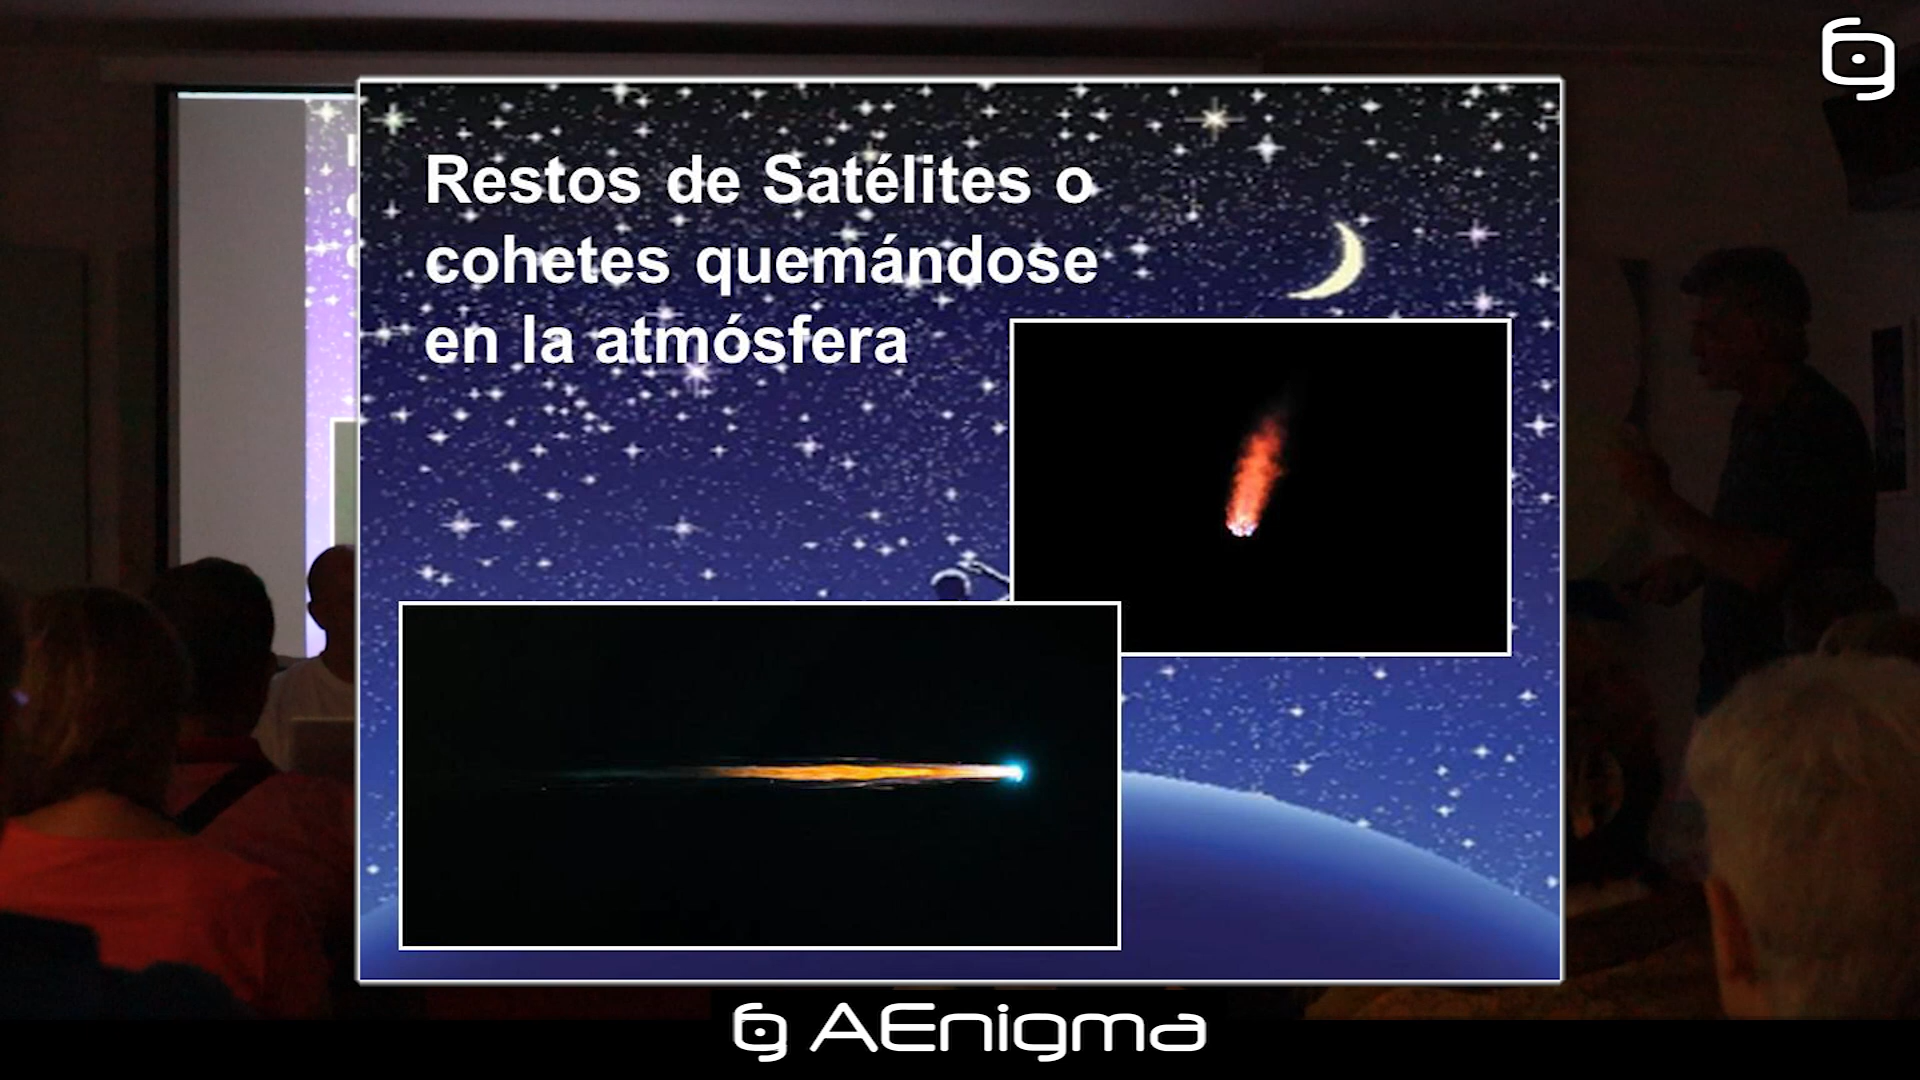 Restos de Satélites o
cohetes quemándose
en la atmósfera
AEnigma